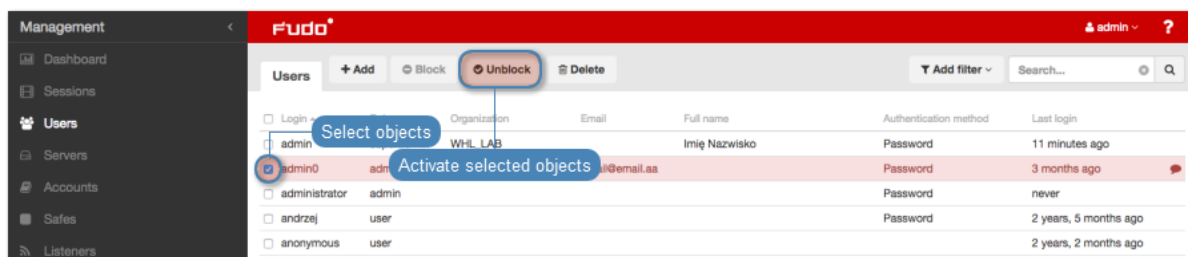 Management
FUDO
admin
?
Dashboard
Users
+ Add
Block
Unblock
Delete
Add filter
Search...
Sessions
Users
Login
Organization
Email
Full name
Authentication method
Last login
Select objects
admin
WHL_LAB
Imię Nazwisko
Password
11 minutes ago
Servers
Activate selected objects
admin0
Password
3 months ago
Accounts
administrator
admin
Password
never
Safes
andrzej
user
Password
2 years, 5 months ago
Listeners
anonymous
user
2 years, 2 months ago